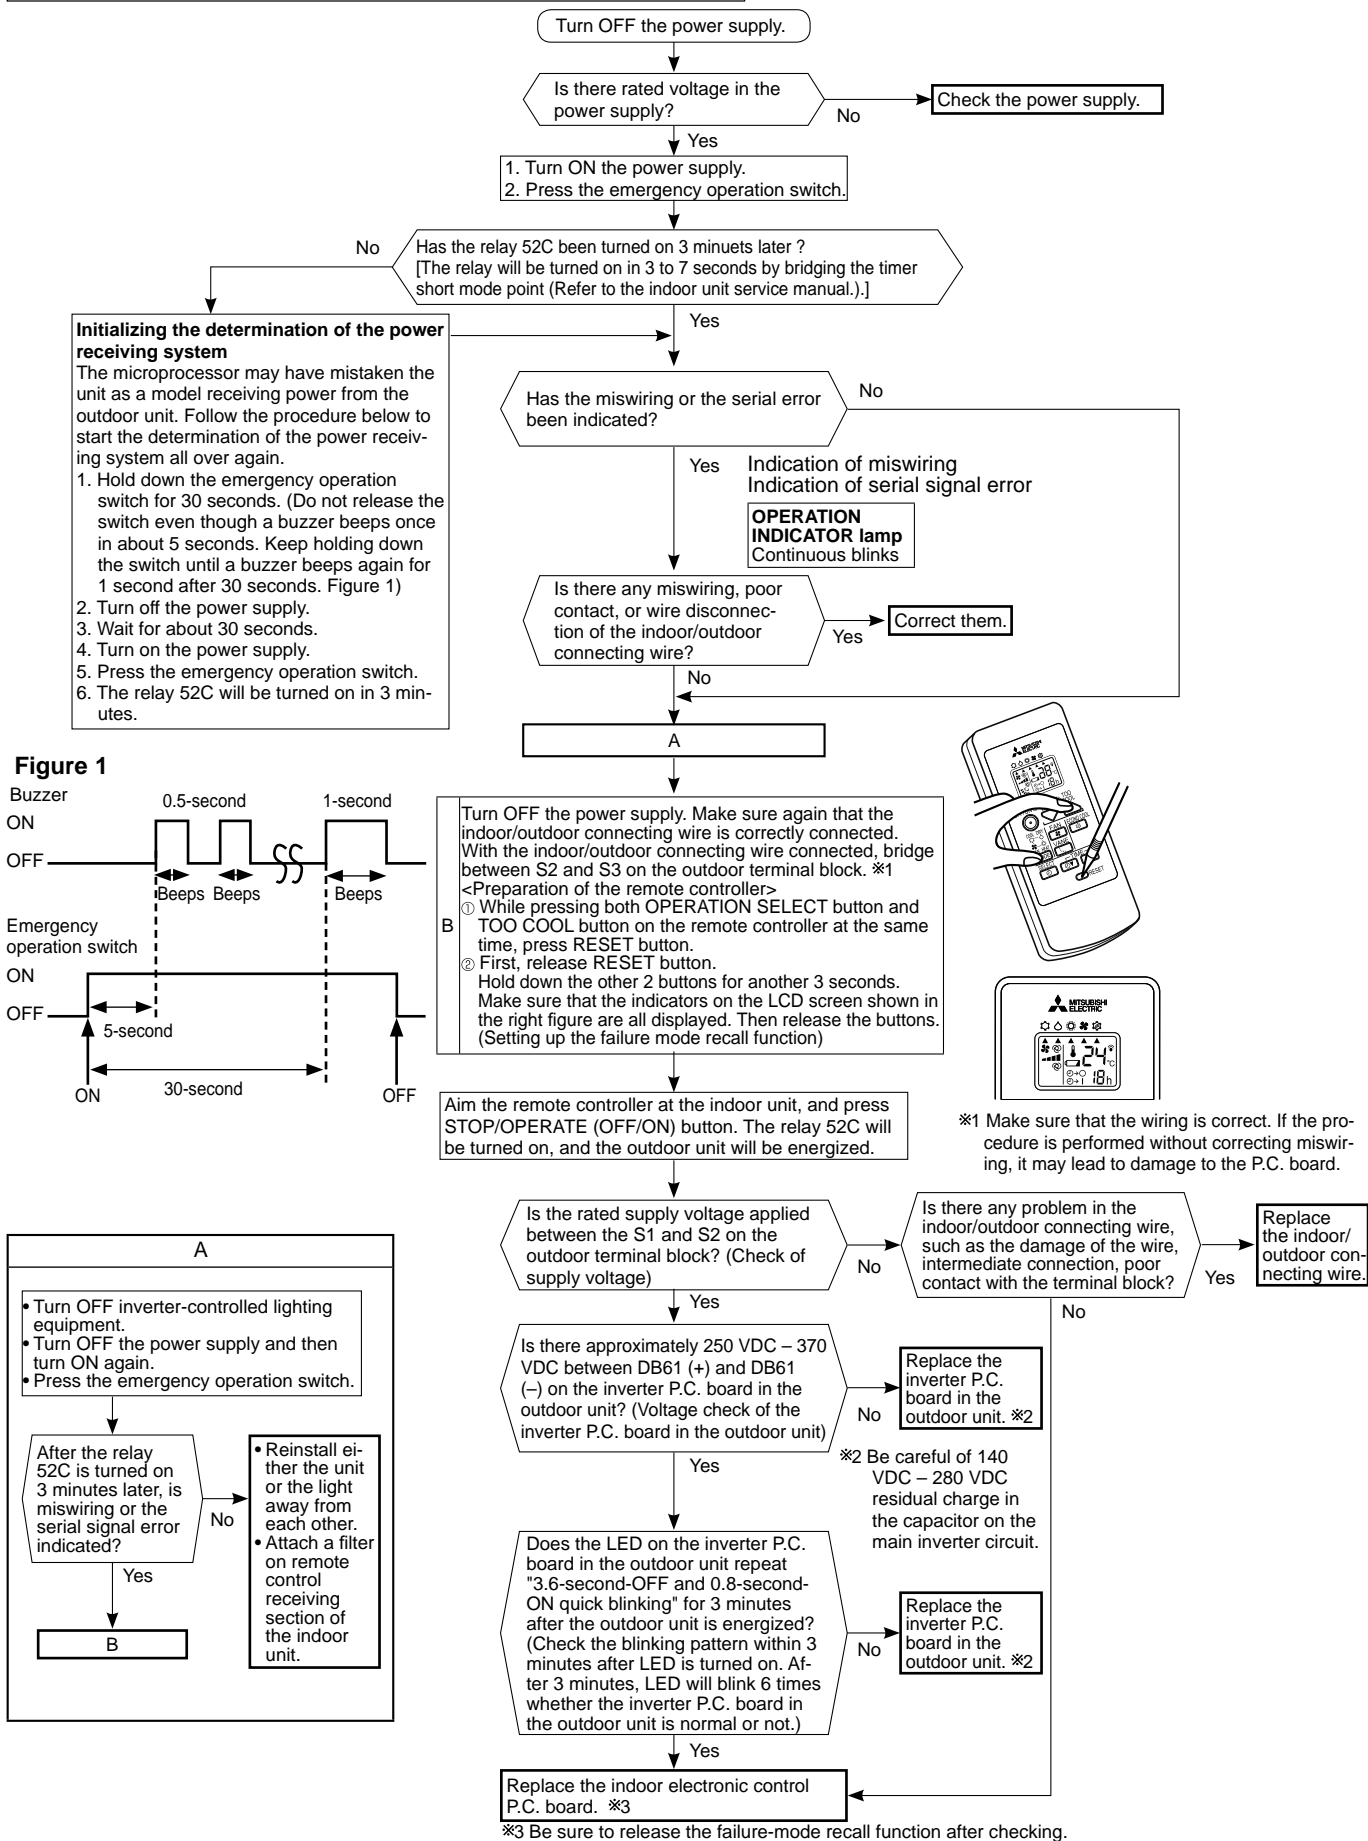 Turn OFF the power supply.
Is there rated voltage in the
power supply?
No
Check the power supply.
Yes
1. Turn ON the power supply.
2. Press the emergency operation switch.
No
Has the relay 52C been turned on 3 minuets later ?
[The relay will be turned on in 3 to 7 seconds by bridging the timer
short mode point (Refer to the indoor unit service manual.).]
Yes
Initializing the determination of the power
receiving system
The microprocessor may have mistaken the
unit as a model receiving power from the
outdoor unit. Follow the procedure below to
start the determination of the power receiv-
ing system all over again.
1. Hold down the emergency operation
switch for 30 seconds. (Do not release the
switch even though a buzzer beeps once
in about 5 seconds. Keep holding down
the switch until a buzzer beeps again for
1 second after 30 seconds. Figure 1)
2. Turn off the power supply.
3. Wait for about 30 seconds.
4. Turn on the power supply.
5. Press the emergency operation switch.
6. The relay 52C will be turned on in 3 min-
utes.
Has the miswiring or the serial error
been indicated?
No
Yes
Indication of miswiring
Indication of serial signal error
OPERATION
INDICATOR lamp
Continuous blinks
Is there any miswiring, poor
contact, or wire disconnec-
tion of the indoor/outdoor
connecting wire?
Yes
Correct them.
No
A
Figure 1
Buzzer
ON
OFF
0.5-second
1-second
Beeps
Beeps
Beeps
Emergency
operation switch
ON
OFF
5-second
30-second
ON
OFF
B
Turn OFF the power supply. Make sure again that the
indoor/outdoor connecting wire is correctly connected.
With the indoor/outdoor connecting wire connected, bridge
between S2 and S3 on the outdoor terminal block. ※1
<Preparation of the remote controller>
① While pressing both OPERATION SELECT button and
TOO COOL button on the remote controller at the same
time, press RESET button.
② First, release RESET button.
Hold down the other 2 buttons for another 3 seconds.
Make sure that the indicators on the LCD screen shown in
the right figure are all displayed. Then release the buttons.
(Setting up the failure mode recall function)
MITSUBISHI
ELECTRIC
TOO
COOL
FAN
VANE
RESET
MITSUBISHI
ELECTRIC
24 °C
18h
※1 Make sure that the wiring is correct. If the pro-
cedure is performed without correcting miswir-
ing, it may lead to damage to the P.C. board.
Aim the remote controller at the indoor unit, and press
STOP/OPERATE (OFF/ON) button. The relay 52C will
be turned on, and the outdoor unit will be energized.
Is the rated supply voltage applied
between the S1 and S2 on the
outdoor terminal block? (Check of
supply voltage)
No
Is there any problem in the
indoor/outdoor connecting wire,
such as the damage of the wire,
intermediate connection, poor
contact with the terminal block?
Yes
Replace
the indoor/
outdoor con-
necting wire.
No
Yes
Is there approximately 250 VDC – 370
VDC between DB61 (+) and DB61
(–) on the inverter P.C. board in the
outdoor unit? (Voltage check of the
inverter P.C. board in the outdoor unit)
No
Replace the
inverter P.C.
board in the
outdoor unit. ※2
※2 Be careful of 140
VDC – 280 VDC
residual charge in
the capacitor on the
main inverter circuit.
Yes
Does the LED on the inverter P.C.
board in the outdoor unit repeat
"3.6-second-OFF and 0.8-second-
ON quick blinking" for 3 minutes
after the outdoor unit is energized?
(Check the blinking pattern within 3
minutes after LED is turned on. Af-
ter 3 minutes, LED will blink 6 times
whether the inverter P.C. board in
the outdoor unit is normal or not.)
No
Replace the
inverter P.C.
board in the
outdoor unit. ※2
Yes
Replace the indoor electronic control
P.C. board. ※3
※3 Be sure to release the failure-mode recall function after checking.
A
• Turn OFF inverter-controlled lighting
equipment.
• Turn OFF the power supply and then
turn ON again.
• Press the emergency operation switch.
After the relay
52C is turned on
3 minutes later, is
miswiring or the
serial signal error
indicated?
No
• Reinstall ei-
ther the unit
or the light
away from
each other.
• Attach a filter
on remote
control
receiving
section of
the indoor
unit.
Yes
B